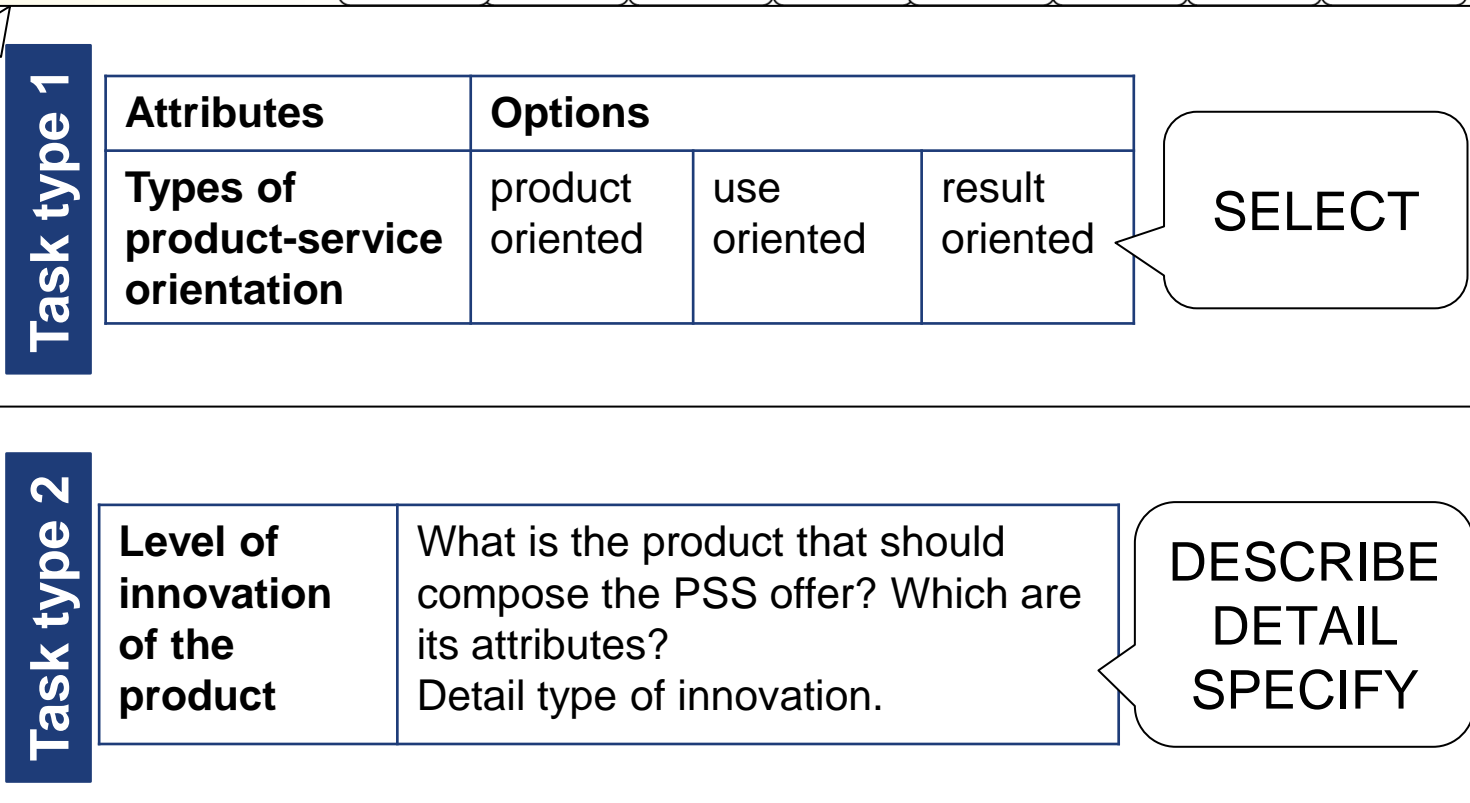 Task type 1
Attributes
Options
Types of
product-service
orientation
product
oriented
use
oriented
result
oriented
SELECT
Task type 2
Level of
innovation
of the
product
What is the product that should
compose the PSS offer? Which are
its attributes?
Detail type of innovation.
DESCRIBE
DETAIL
SPECIFY